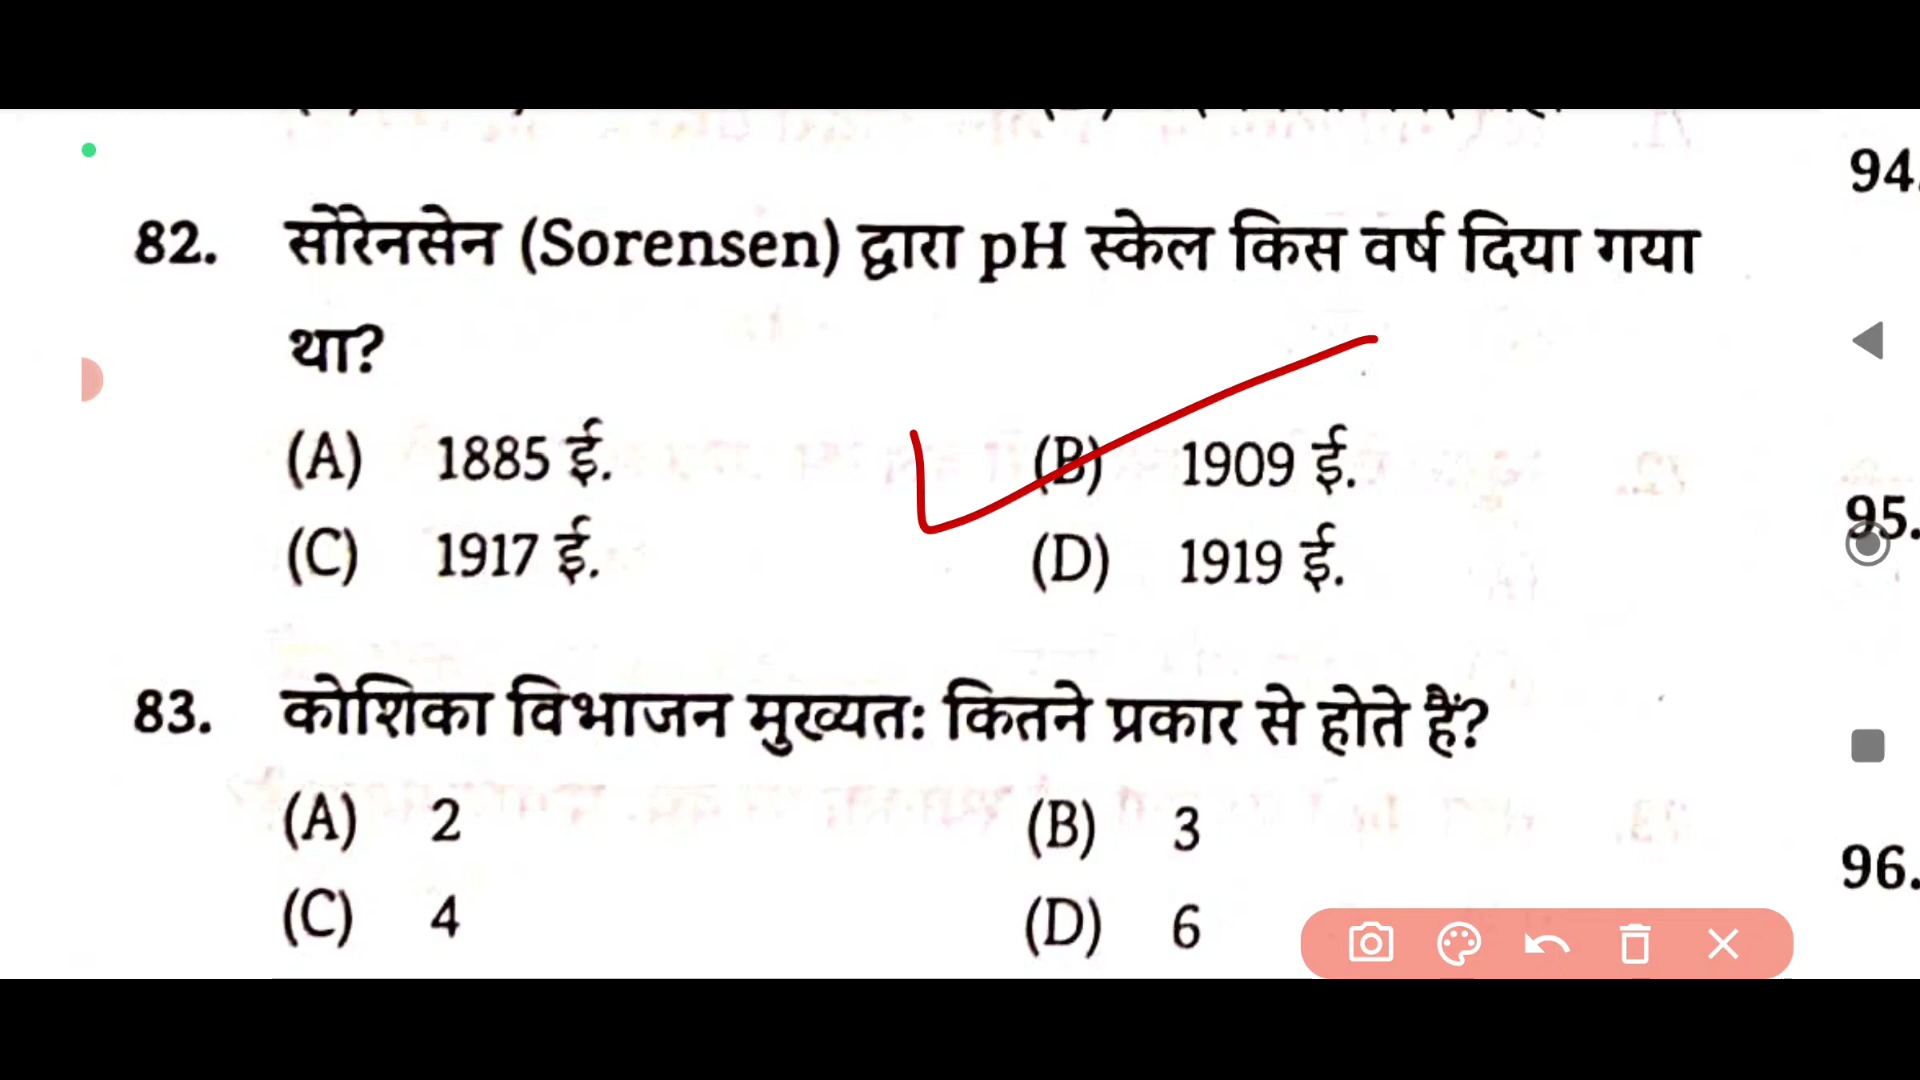 94.
82. सोरेनसेन (Sorensen) द्वारा pH स्केल किस वर्ष दिया गया
था?
(A) 1885 ई. (B) 1909 ई.
(C) 1917 ई. (D) 1919 ई.
95.
83. कोशिका विभाजन मुख्यत: कितने प्रकार से होते हैं?
(A) 2 (B) 3
(C) 4 (D) 6
96.